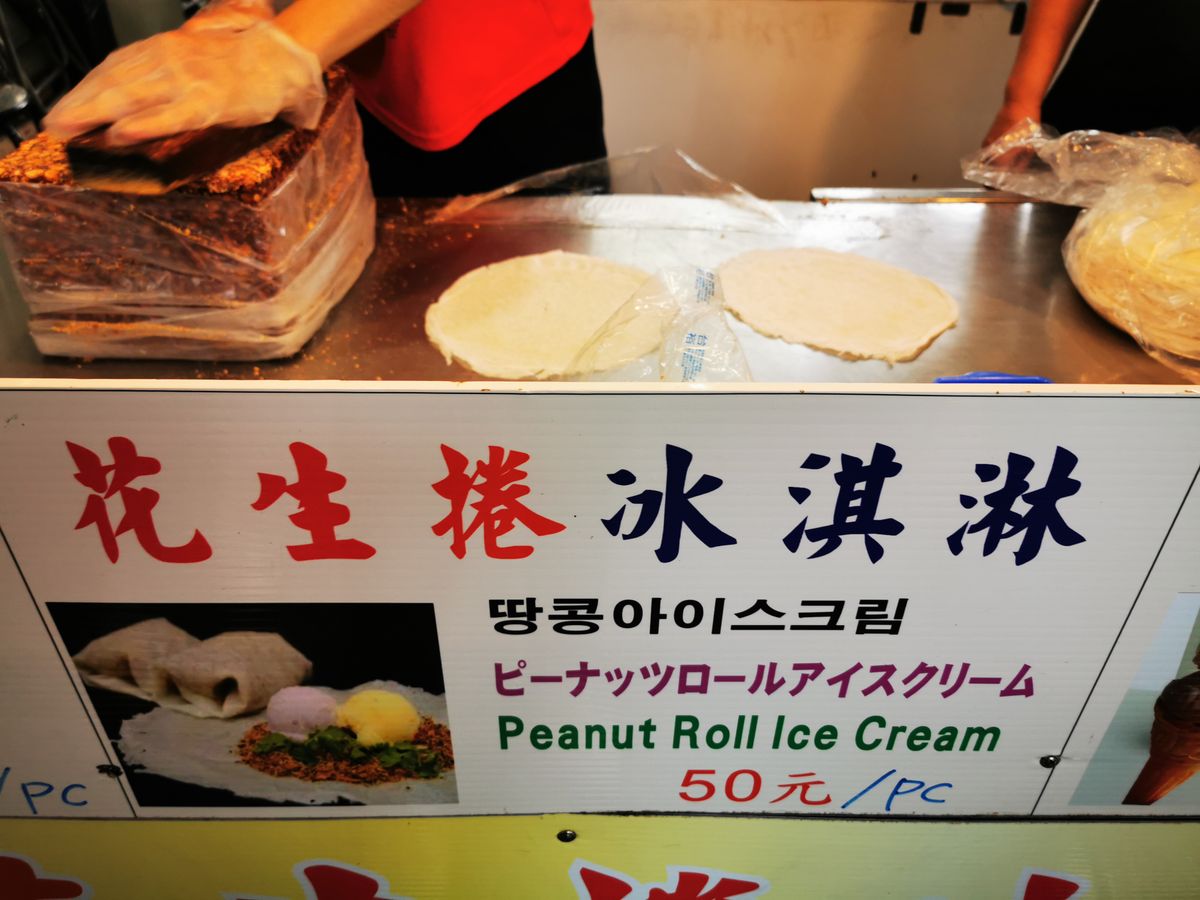 花生捲冰淇淋
땅콩아이스크림
ピーナッツロールアイスクリーム
Peanut Roll Ice Cream
50元/PC
/PC